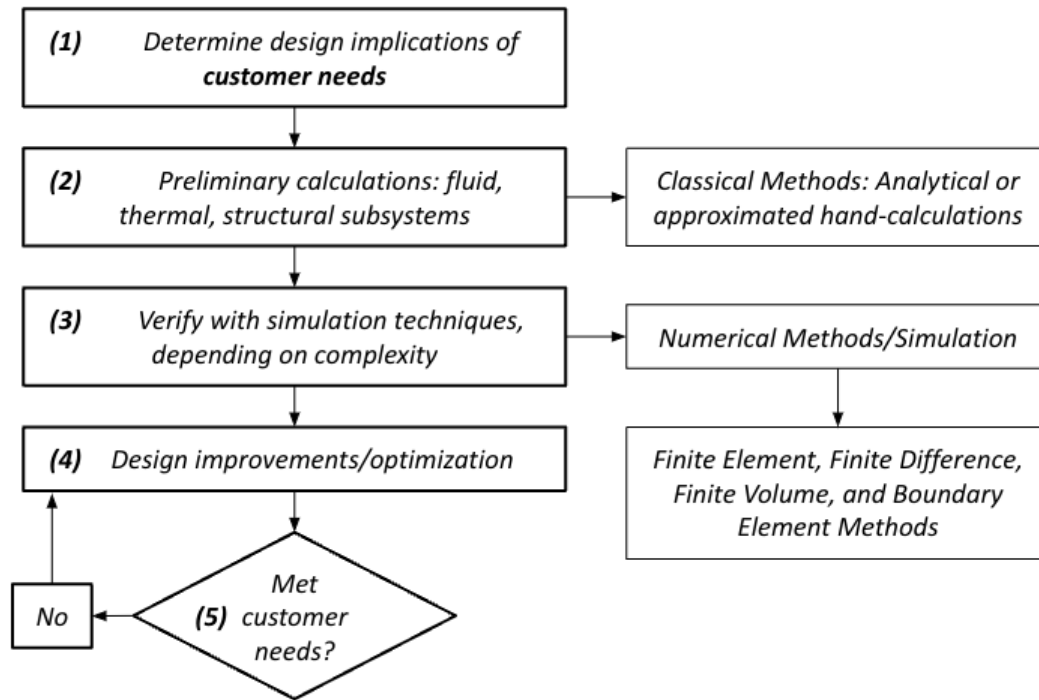 (1) Determine design implications of
customer needs
(2) Preliminary calculations: fluid,
thermal, structural subsystems
Classical Methods: Analytical or
approximated hand-calculations
(3) Verify with simulation techniques,
depending on complexity
Numerical Methods/Simulation
(4) Design improvements/optimization
Finite Element, Finite Difference,
Finite Volume, and Boundary
Element Methods
Met
(5) customer
needs?
No